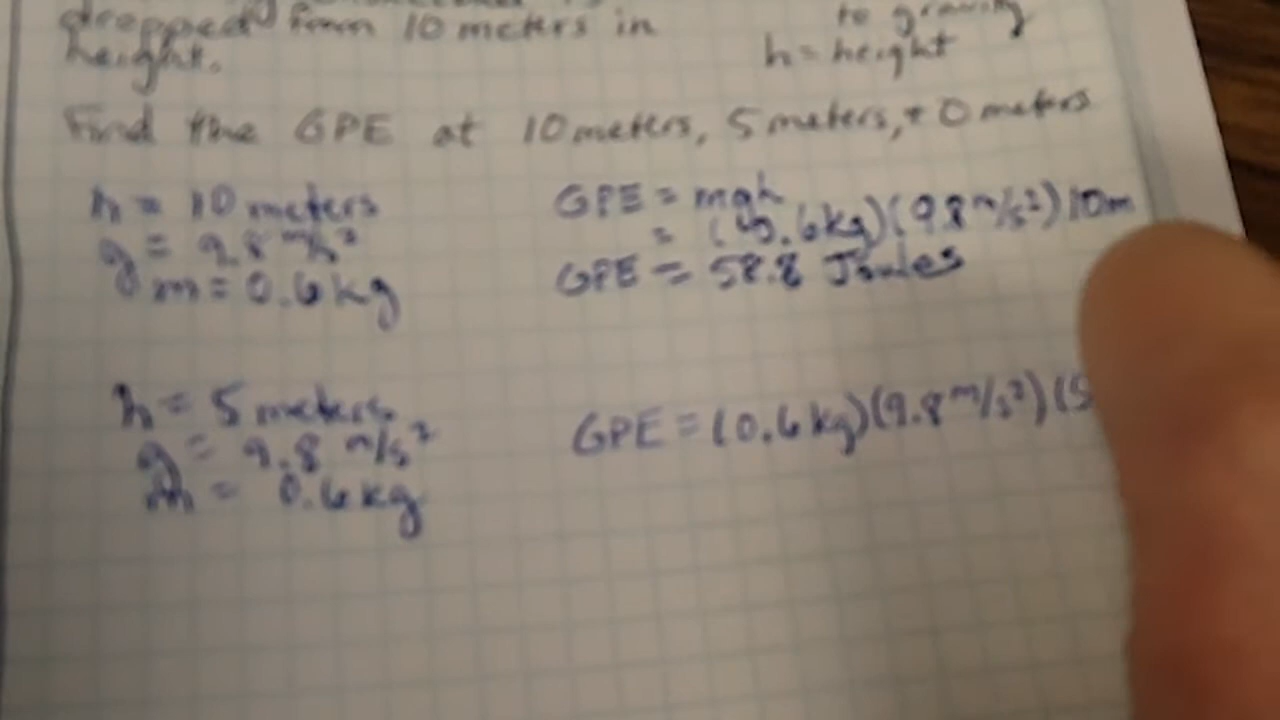 dropped from 10 meters in
height.
to gravity
h = height
Find the GPE at 10 meters, 5 meters, + 0 meters
h = 10 meters
g = 9.8 m/s²
m = 0.6 kg
GPE = mgh
= (0.6kg)(9.8 m/s²)10m
GPE = 58.8 Joules
h = 5 meters
g = 9.8 m/s²
m = 0.6 kg
GPE = (0.6 kg)(9.8 m/s²)(5